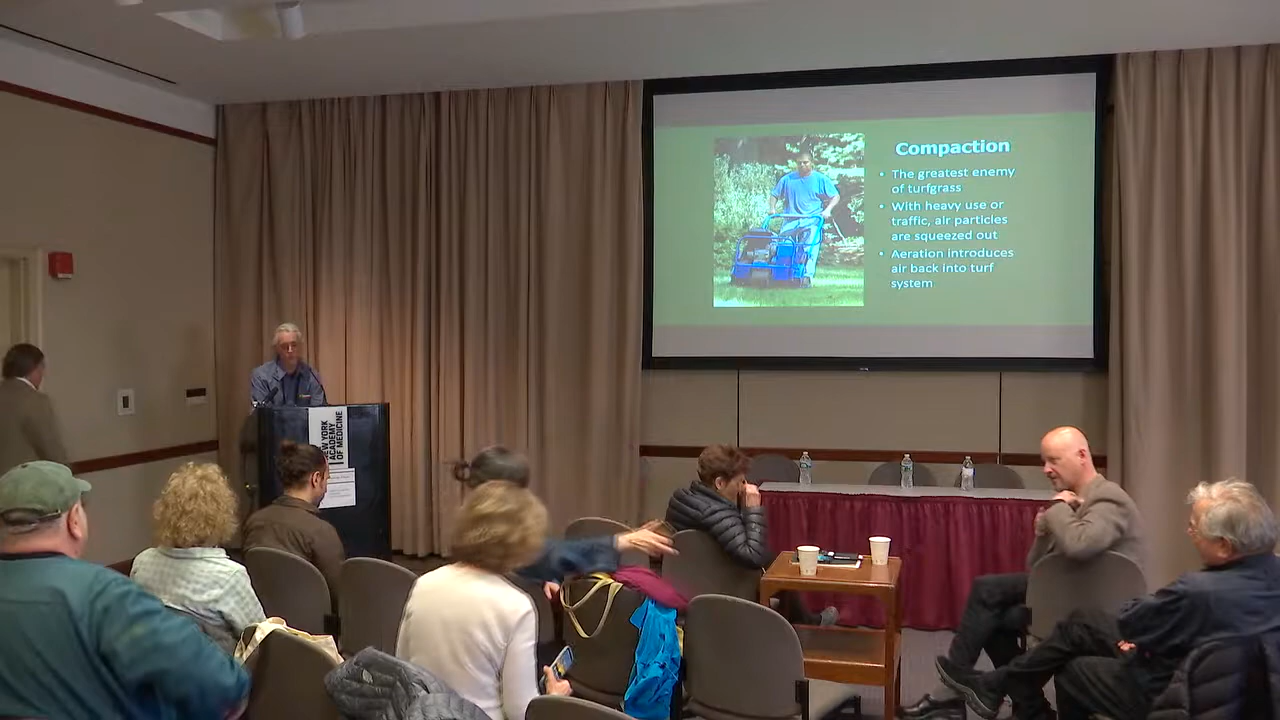 Compaction
• The greatest enemy
of turfgrass
• With heavy use or
traffic, air particles
are squeezed out
• Aeration introduces
air back into turf
system
NEW YORK
ACADEMY
OF MEDICINE